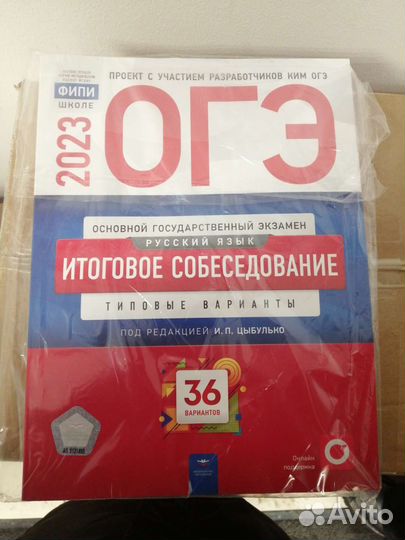 ПРОЕКТ С УЧАСТИЕМ РАЗРАБОТЧИКОВ КИМ ОГЭ
ФИПИ
ШКОЛЕ
2023
ОГЭ
ОСНОВНОЙ ГОСУДАРСТВЕННЫЙ ЭКЗАМЕН
РУССКИЙ ЯЗЫК
ИТОГОВОЕ СОБЕСЕДОВАНИЕ
ТИПОВЫЕ ВАРИАНТЫ
ПОД РЕДАКЦИЕЙ И.П. ЦЫБУЛЬКО
36
ВАРИАНТОВ
Онлайн
поддержка
Avito